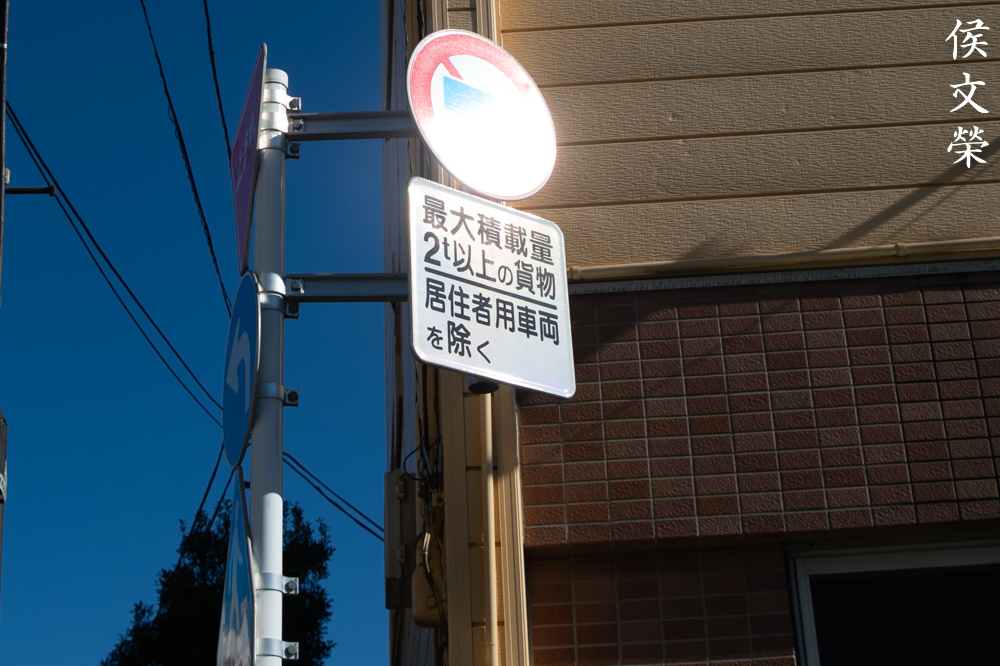 最大積載量
2t以上の貨物
居住者用車両
を除く
侯文榮